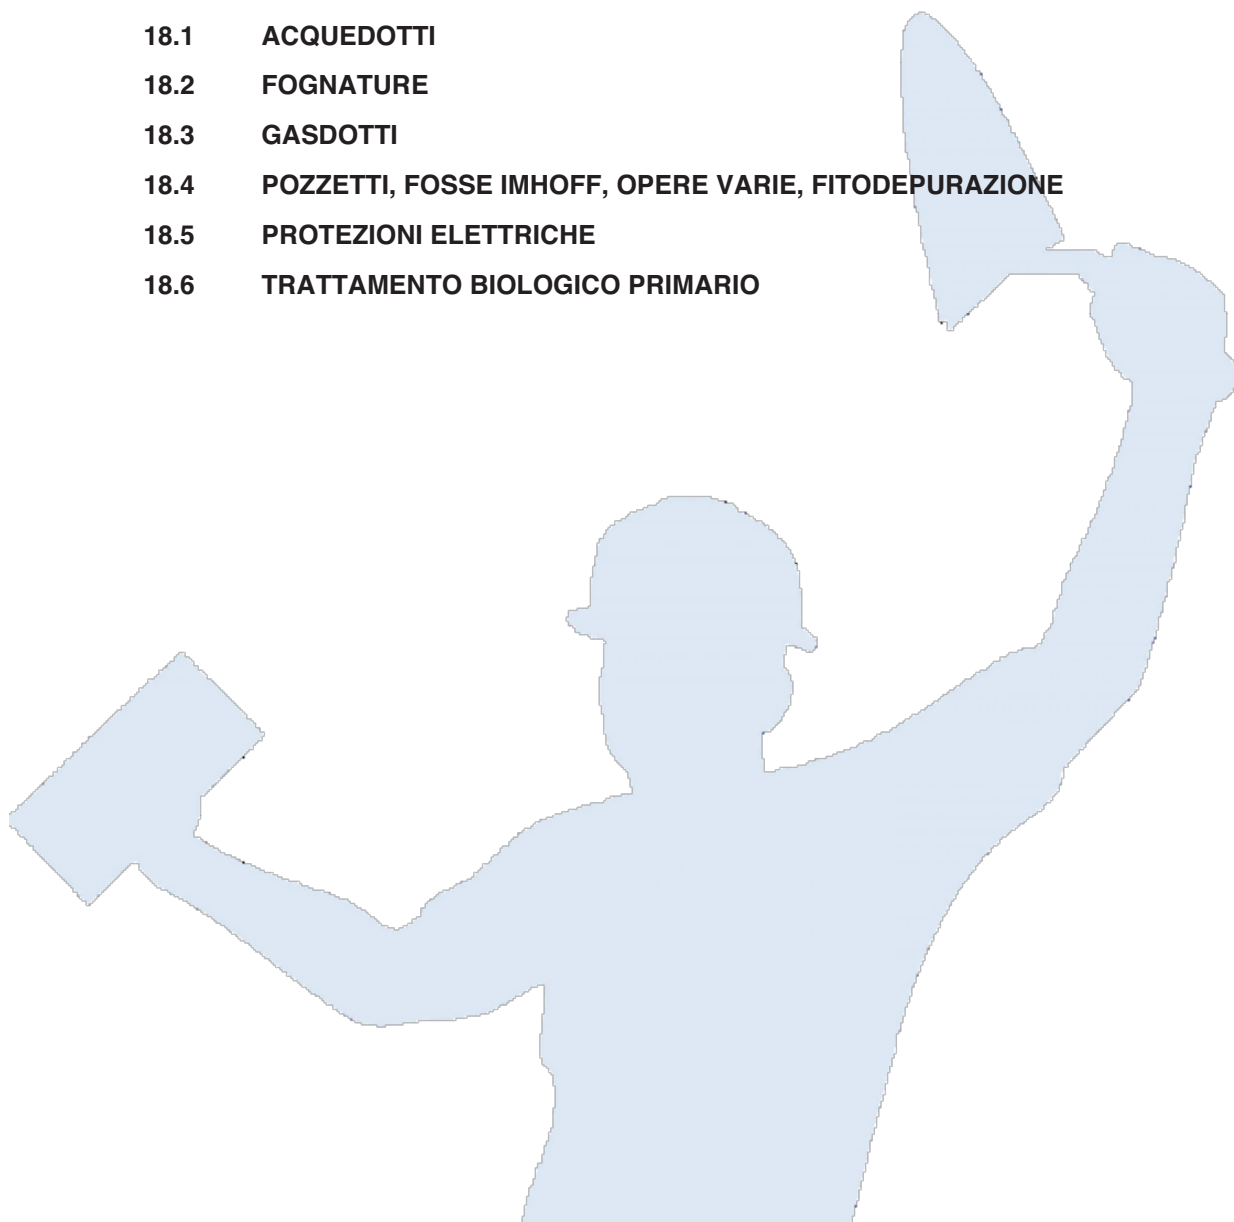 18.1 ACQUEDOTTI
18.2 FOGNATURE
18.3 GASDOTTI
18.4 POZZETTI, FOSSE IMHOFF, OPERE VARIE, FITODEPURAZIONE
18.5 PROTEZIONI ELETTRICHE
18.6 TRATTAMENTO BIOLOGICO PRIMARIO